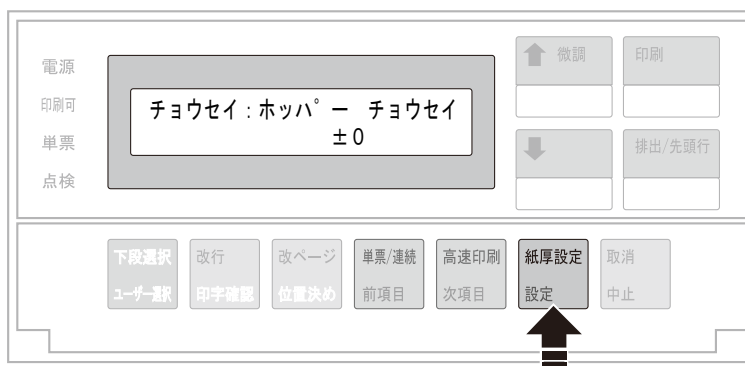 電源
印刷可
単票
点検
チョウセイ:ホッパー チョウセイ
±0
微調
印刷
排出/先頭行
下段選択
ユーザー選択
改行
印字確認
改ページ
位置決め
単票/連続
前項目
高速印刷
次項目
紙厚設定
設定
取消
中止